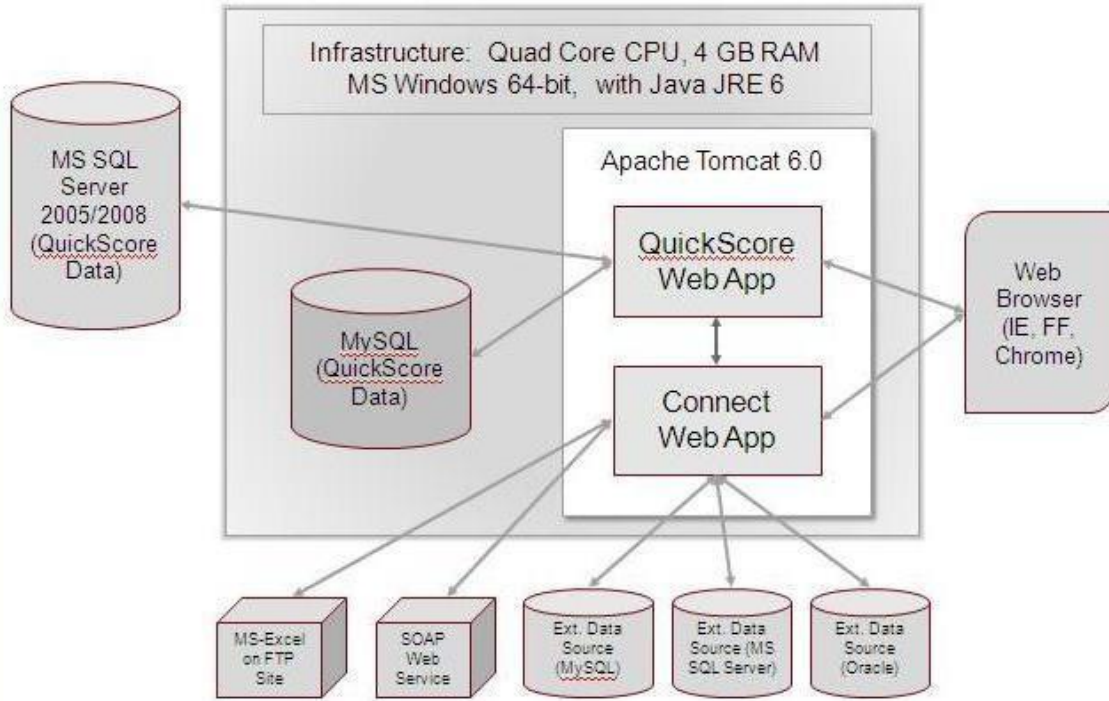 Infrastructure: Quad Core CPU, 4 GB RAM
MS Windows 64-bit, with Java JRE 6
MS SQL
Server
2005/2008
(QuickScore
Data)
Apache Tomcat 6.0
QuickScore
Web App
Web
Browser
(IE, FF,
Chrome)
MySQL
(QuickScore
Data)
Connect
Web App
MS-Excel
on FTP
Site
SOAP
Web
Service
Ext. Data
Source
(MySQL)
Ext. Data
Source (MS
SQL Server)
Ext. Data
Source
(Oracle)